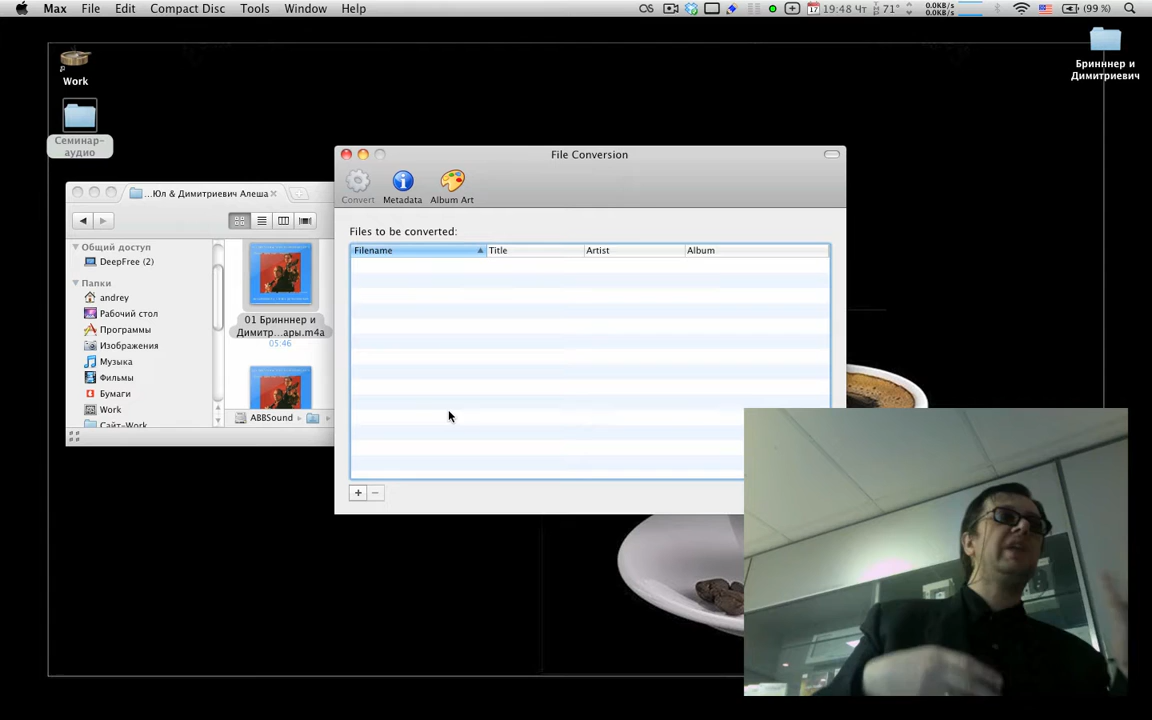 Max File Edit Compact Disc Tools Window Help
17 19:48 Чт 71° 0.0KB/s 0.0KB/s (99 %)
Work
Семинар-
аудио
Бриннер и
Димитриевич
...Юл & Димитриевич Алеша
Общий доступ
DeepFree (2)
Папки
andrey
Рабочий стол
Программы
Изображения
Музыка
Фильмы
Бумаги
Work
Сайт-Work
01 Бринннер и
Димитр...ары.m4a
05:46
ABBSound
File Conversion
Convert Metadata Album Art
Files to be converted:
Filename Title Artist Album